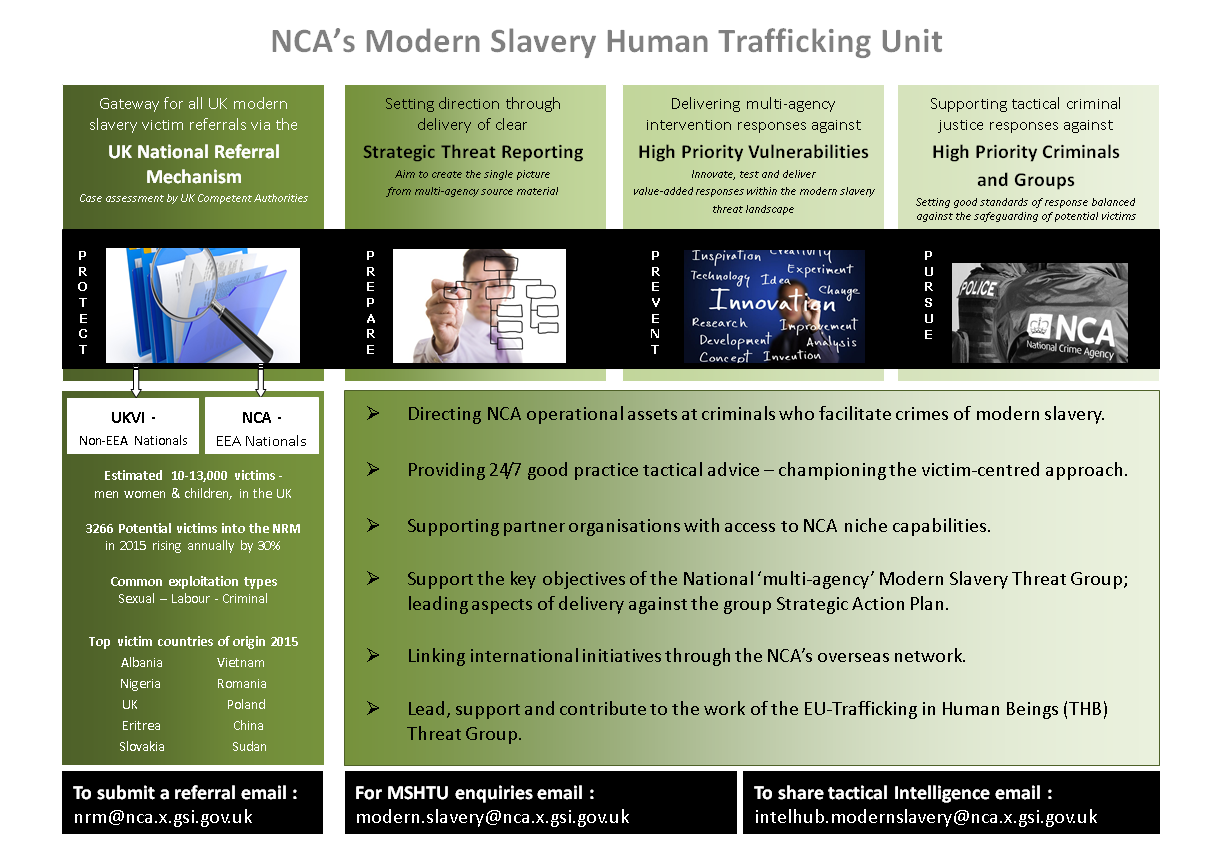 NCA's Modern Slavery Human Trafficking Unit
Gateway for all UK modern
slavery victim referrals via the
UK National Referral
Mechanism
Case assessment by UK Competent Authorities
Setting direction through
delivery of clear
Strategic Threat Reporting
Aim to create the single picture
from multi-agency source material
Delivering multi-agency
intervention responses against
High Priority Vulnerabilities
Innovate, test and deliver
value-added responses within the modern slavery
threat landscape
Supporting tactical criminal
justice responses against
High Priority Criminals
and Groups
Setting good standards of response balanced
against the safeguarding of potential victims
PROTECT
PREPARE
PREVENT
Inspiration Creativity
Technology Idea Experiment
Innovation Change
Research Improvement
Development Analysis
Concept Invention
PURSUE
POLICE
NCA
National Crime Agency
UKVI -
Non-EEA Nationals
NCA -
EEA Nationals
Estimated 10-13,000 victims -
men women & children, in the UK
3266 Potential victims into the NRM
in 2015 rising annually by 30%
Common exploitation types
Sexual – Labour - Criminal
Top victim countries of origin 2015
Albania Vietnam
Nigeria Romania
UK Poland
Eritrea China
Slovakia Sudan
➢ Directing NCA operational assets at criminals who facilitate crimes of modern slavery.
➢ Providing 24/7 good practice tactical advice – championing the victim-centred approach.
➢ Supporting partner organisations with access to NCA niche capabilities.
➢ Support the key objectives of the National 'multi-agency' Modern Slavery Threat Group;
leading aspects of delivery against the group Strategic Action Plan.
➢ Linking international initiatives through the NCA's overseas network.
➢ Lead, support and contribute to the work of the EU-Trafficking in Human Beings (THB)
Threat Group.
To submit a referral email :
nrm@nca.x.gsi.gov.uk
For MSHTU enquiries email :
modern.slavery@nca.x.gsi.gov.uk
To share tactical Intelligence email :
intelhub.modernslavery@nca.x.gsi.gov.uk